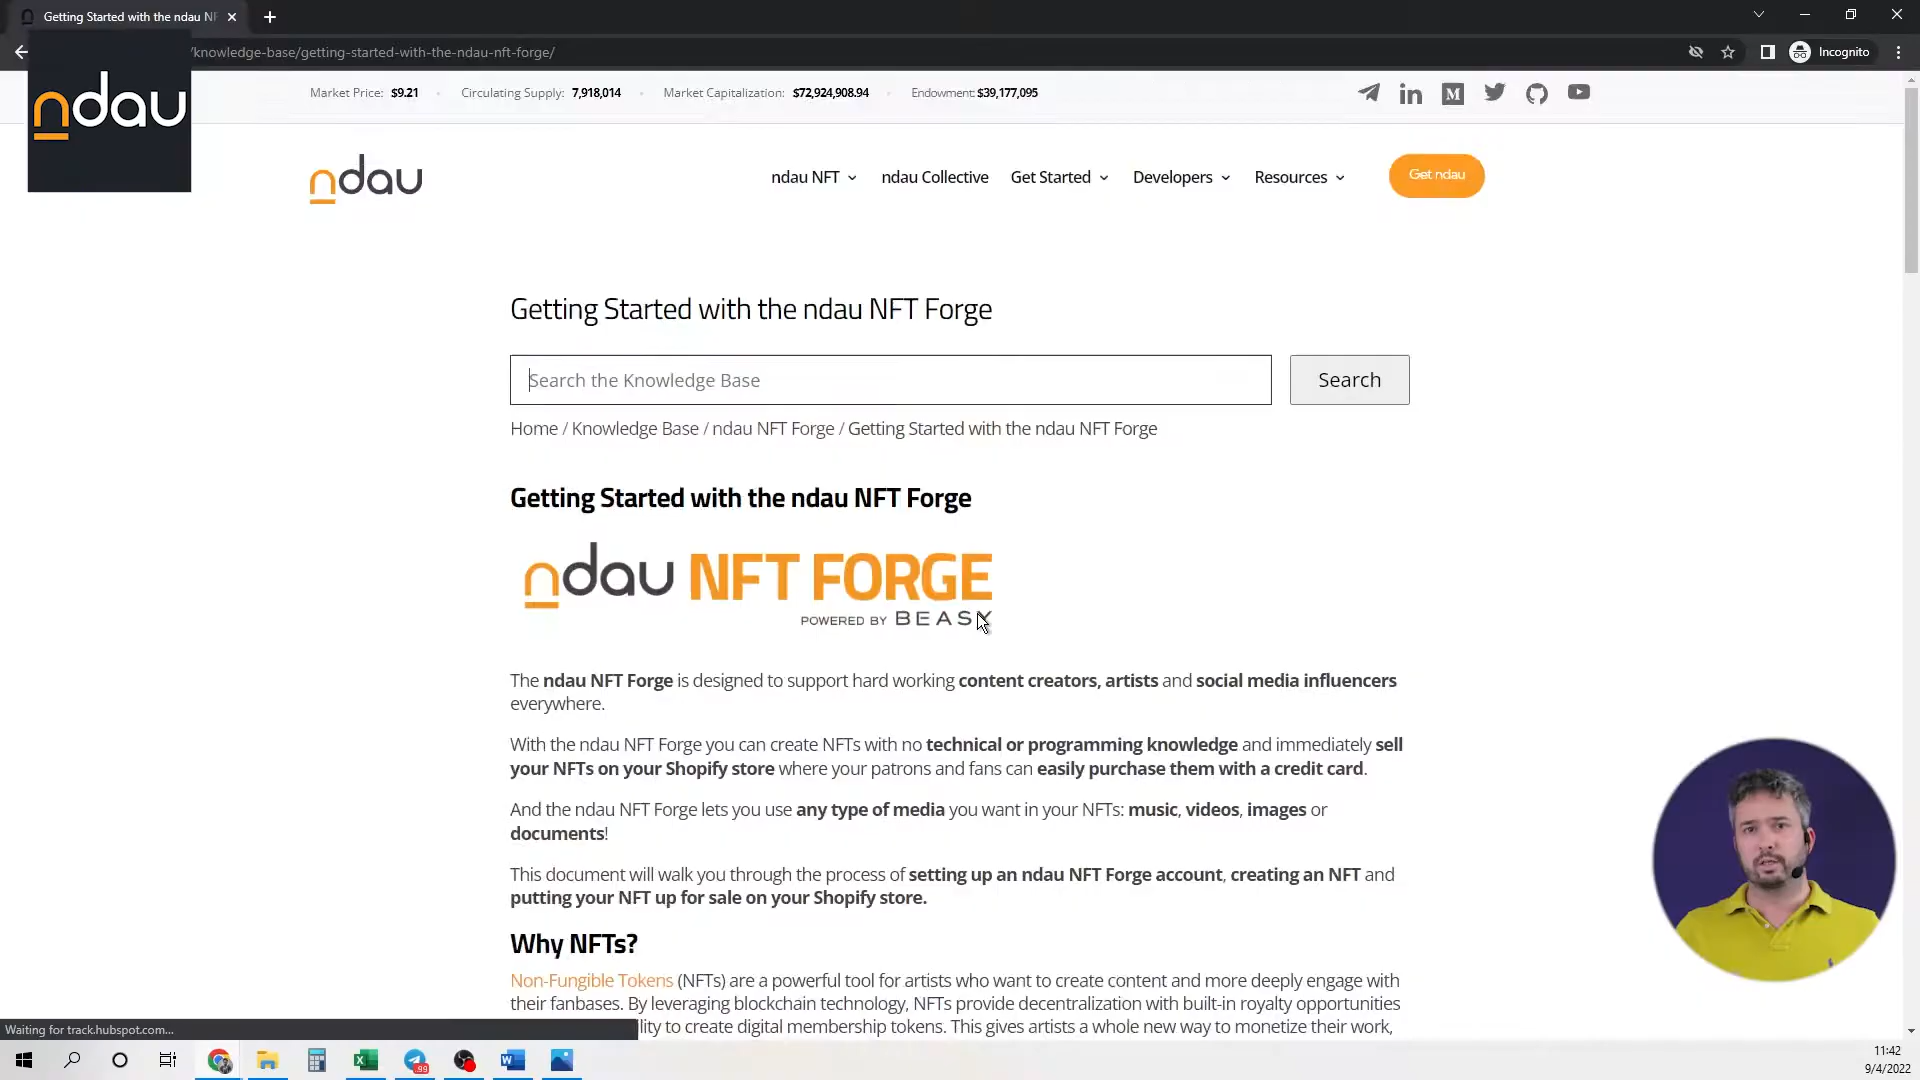 Getting Started with the ndau NF
/knowledge-base/getting-started-with-the-ndau-nft-forge/
Incognito
ndau
Market Price: $9.21 Circulating Supply: 7,918,014 Market Capitalization: $72,924,908.94 Endowment: $39,177,095
ndau
ndau NFT
ndau Collective
Get Started
Developers
Resources
Get ndau
Getting Started with the ndau NFT Forge
Search the Knowledge Base
Search
Home / Knowledge Base / ndau NFT Forge / Getting Started with the ndau NFT Forge
Getting Started with the ndau NFT Forge
ndau NFT FORGE
POWERED BY BEASY
The ndau NFT Forge is designed to support hard working content creators, artists and social media influencers
everywhere.
With the ndau NFT Forge you can create NFTs with no technical or programming knowledge and immediately sell
your NFTs on your Shopify store where your patrons and fans can easily purchase them with a credit card.
And the ndau NFT Forge lets you use any type of media you want in your NFTs: music, videos, images or
documents!
This document will walk you through the process of setting up an ndau NFT Forge account, creating an NFT and
putting your NFT up for sale on your Shopify store.
Why NFTs?
Non-Fungible Tokens (NFTs) are a powerful tool for artists who want to create content and more deeply engage with
their fanbases. By leveraging blockchain technology, NFTs provide decentralization with built-in royalty opportunities
lity to create digital membership tokens. This gives artists a whole new way to monetize their work,
Waiting for track.hubspot.com...
99
11:42
9/4/2022